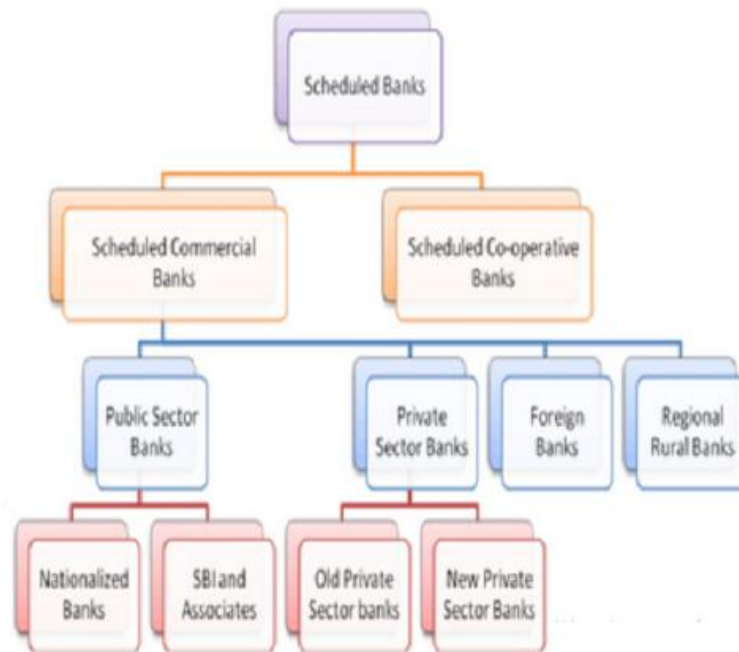 Scheduled Banks
Scheduled Commercial
Banks
Scheduled Co-operative
Banks
Public Sector
Banks
Private
Sector Banks
Foreign
Banks
Regional
Rural Banks
Nationalized
Banks
SBI and
Associates
Old Private
Sector banks
New Private
Sector Banks